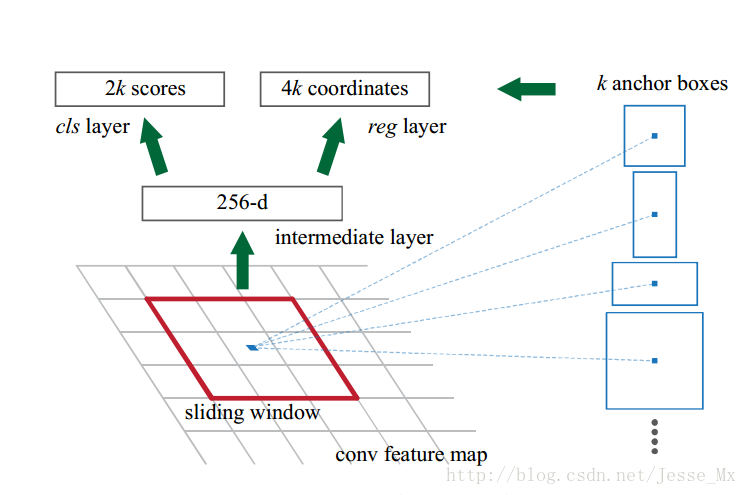 k anchor boxes
2k scores
4k coordinates
cls layer
reg layer
256-d
intermediate layer
sliding window
conv feature map
http://blog.csdn.net/Jesse_Mx